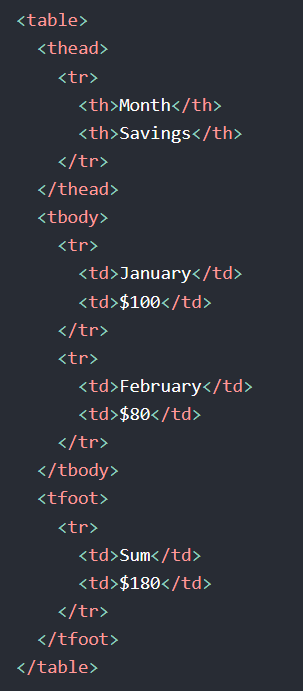 <table>
  <thead>
    <tr>
      <th>Month</th>
      <th>Savings</th>
    </tr>
  </thead>
  <tbody>
    <tr>
      <td>January</td>
      <td>$100</td>
    </tr>
    <tr>
      <td>February</td>
      <td>$80</td>
    </tr>
  </tbody>
  <tfoot>
    <tr>
      <td>Sum</td>
      <td>$180</td>
    </tr>
  </tfoot>
</table>